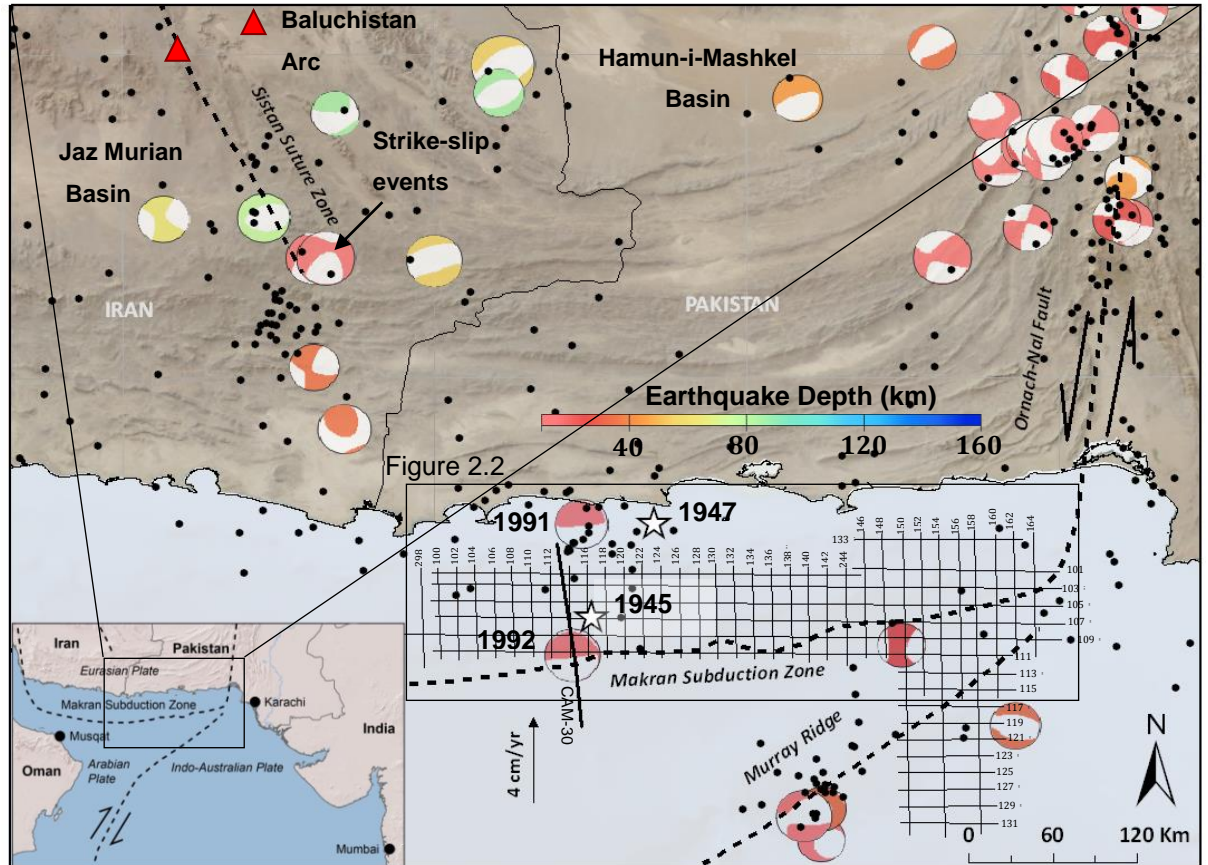 Baluchistan
Arc
Hamun-i-Mashkel
Basin
Sistan Suture Zone
Strike-slip
events
Jaz Murian
Basin
IRAN
PAKISTAN
Ornach-Nal Fault
Earthquake Depth (km)
40 80 120 160
Figure 2.2
1991
1947
1945
1992
298 100 102 104 106 108 110 112 116 118 120 122 124 126 128 130 132 134 136 138 140 142 244
146 148 150 152 154 156 158 160 162 164
133
101
103
105
107
109
111
113
115
117
119
121
123
125
127
129
131
Makran Subduction Zone
CAM-30
4 cm/yr
Murray Ridge
N
0 60 120 Km
Iran
Pakistan
Eurasian Plate
Makran Subduction Zone
Karachi
Musqat
India
Arabian
Plate
Indo-Australian Plate
Oman
Mumbai